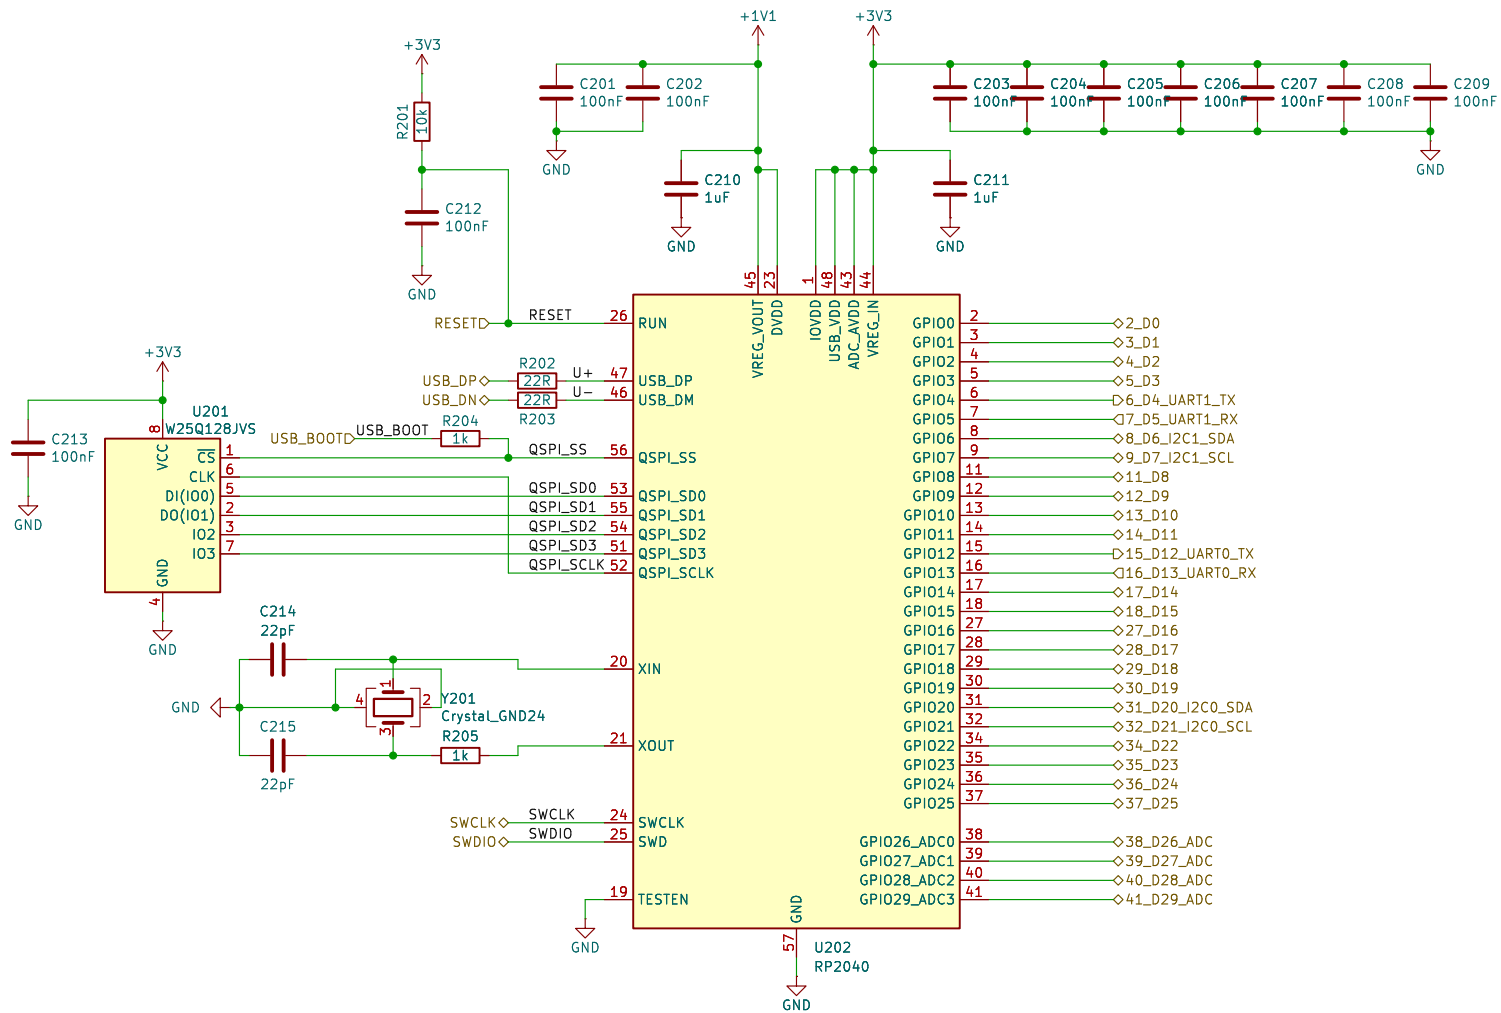 +1V1
+3V3
+3V3
C201
100nF
C202
100nF
C203
100nF
C204
100nF
C205
100nF
C206
100nF
C207
100nF
C208
100nF
C209
100nF
R201
10k
GND
GND
C210
1uF
C211
1uF
C212
100nF
GND
GND
GND
45
23
1
48
43
44
VREG_VOUT
DVDD
IOVDD
USB_VDD
ADC_AVDD
VREG_IN
RESET
RESET
26
RUN
USB_DP
R202
22R
U+
47
USB_DP
USB_DN
22R
R203
U-
46
USB_DM
USB_BOOT
USB_BOOT
R204
1k
QSPI_SS
56
QSPI_SS
QSPI_SD0
53
QSPI_SD0
QSPI_SD1
55
QSPI_SD1
QSPI_SD2
54
QSPI_SD2
QSPI_SD3
51
QSPI_SD3
QSPI_SCLK
52
QSPI_SCLK
+3V3
U201
W25Q128JVS
8
VCC
C213
100nF
GND
CS
1
CLK
6
DI(IO0)
5
DO(IO1)
2
IO2
3
IO3
7
GND
4
GND
C214
22pF
GND
C215
22pF
1
4
2
3
Y201
Crystal_GND24
R205
1k
20
XIN
21
XOUT
SWCLK
SWCLK
24
SWCLK
SWDIO
SWDIO
25
SWD
19
TESTEN
GND
GND
57
GND
U202
RP2040
GPIO0
2
2_D0
GPIO1
3
3_D1
GPIO2
4
4_D2
GPIO3
5
5_D3
GPIO4
6
6_D4_UART1_TX
GPIO5
7
7_D5_UART1_RX
GPIO6
8
8_D6_I2C1_SDA
GPIO7
9
9_D7_I2C1_SCL
GPIO8
11
11_D8
GPIO9
12
12_D9
GPIO10
13
13_D10
GPIO11
14
14_D11
GPIO12
15
15_D12_UART0_TX
GPIO13
16
16_D13_UART0_RX
GPIO14
17
17_D14
GPIO15
18
18_D15
GPIO16
27
27_D16
GPIO17
28
28_D17
GPIO18
29
29_D18
GPIO19
30
30_D19
GPIO20
31
31_D20_I2C0_SDA
GPIO21
32
32_D21_I2C0_SCL
GPIO22
34
34_D22
GPIO23
35
35_D23
GPIO24
36
36_D24
GPIO25
37
37_D25
GPIO26_ADC0
38
38_D26_ADC
GPIO27_ADC1
39
39_D27_ADC
GPIO28_ADC2
40
40_D28_ADC
GPIO29_ADC3
41
41_D29_ADC